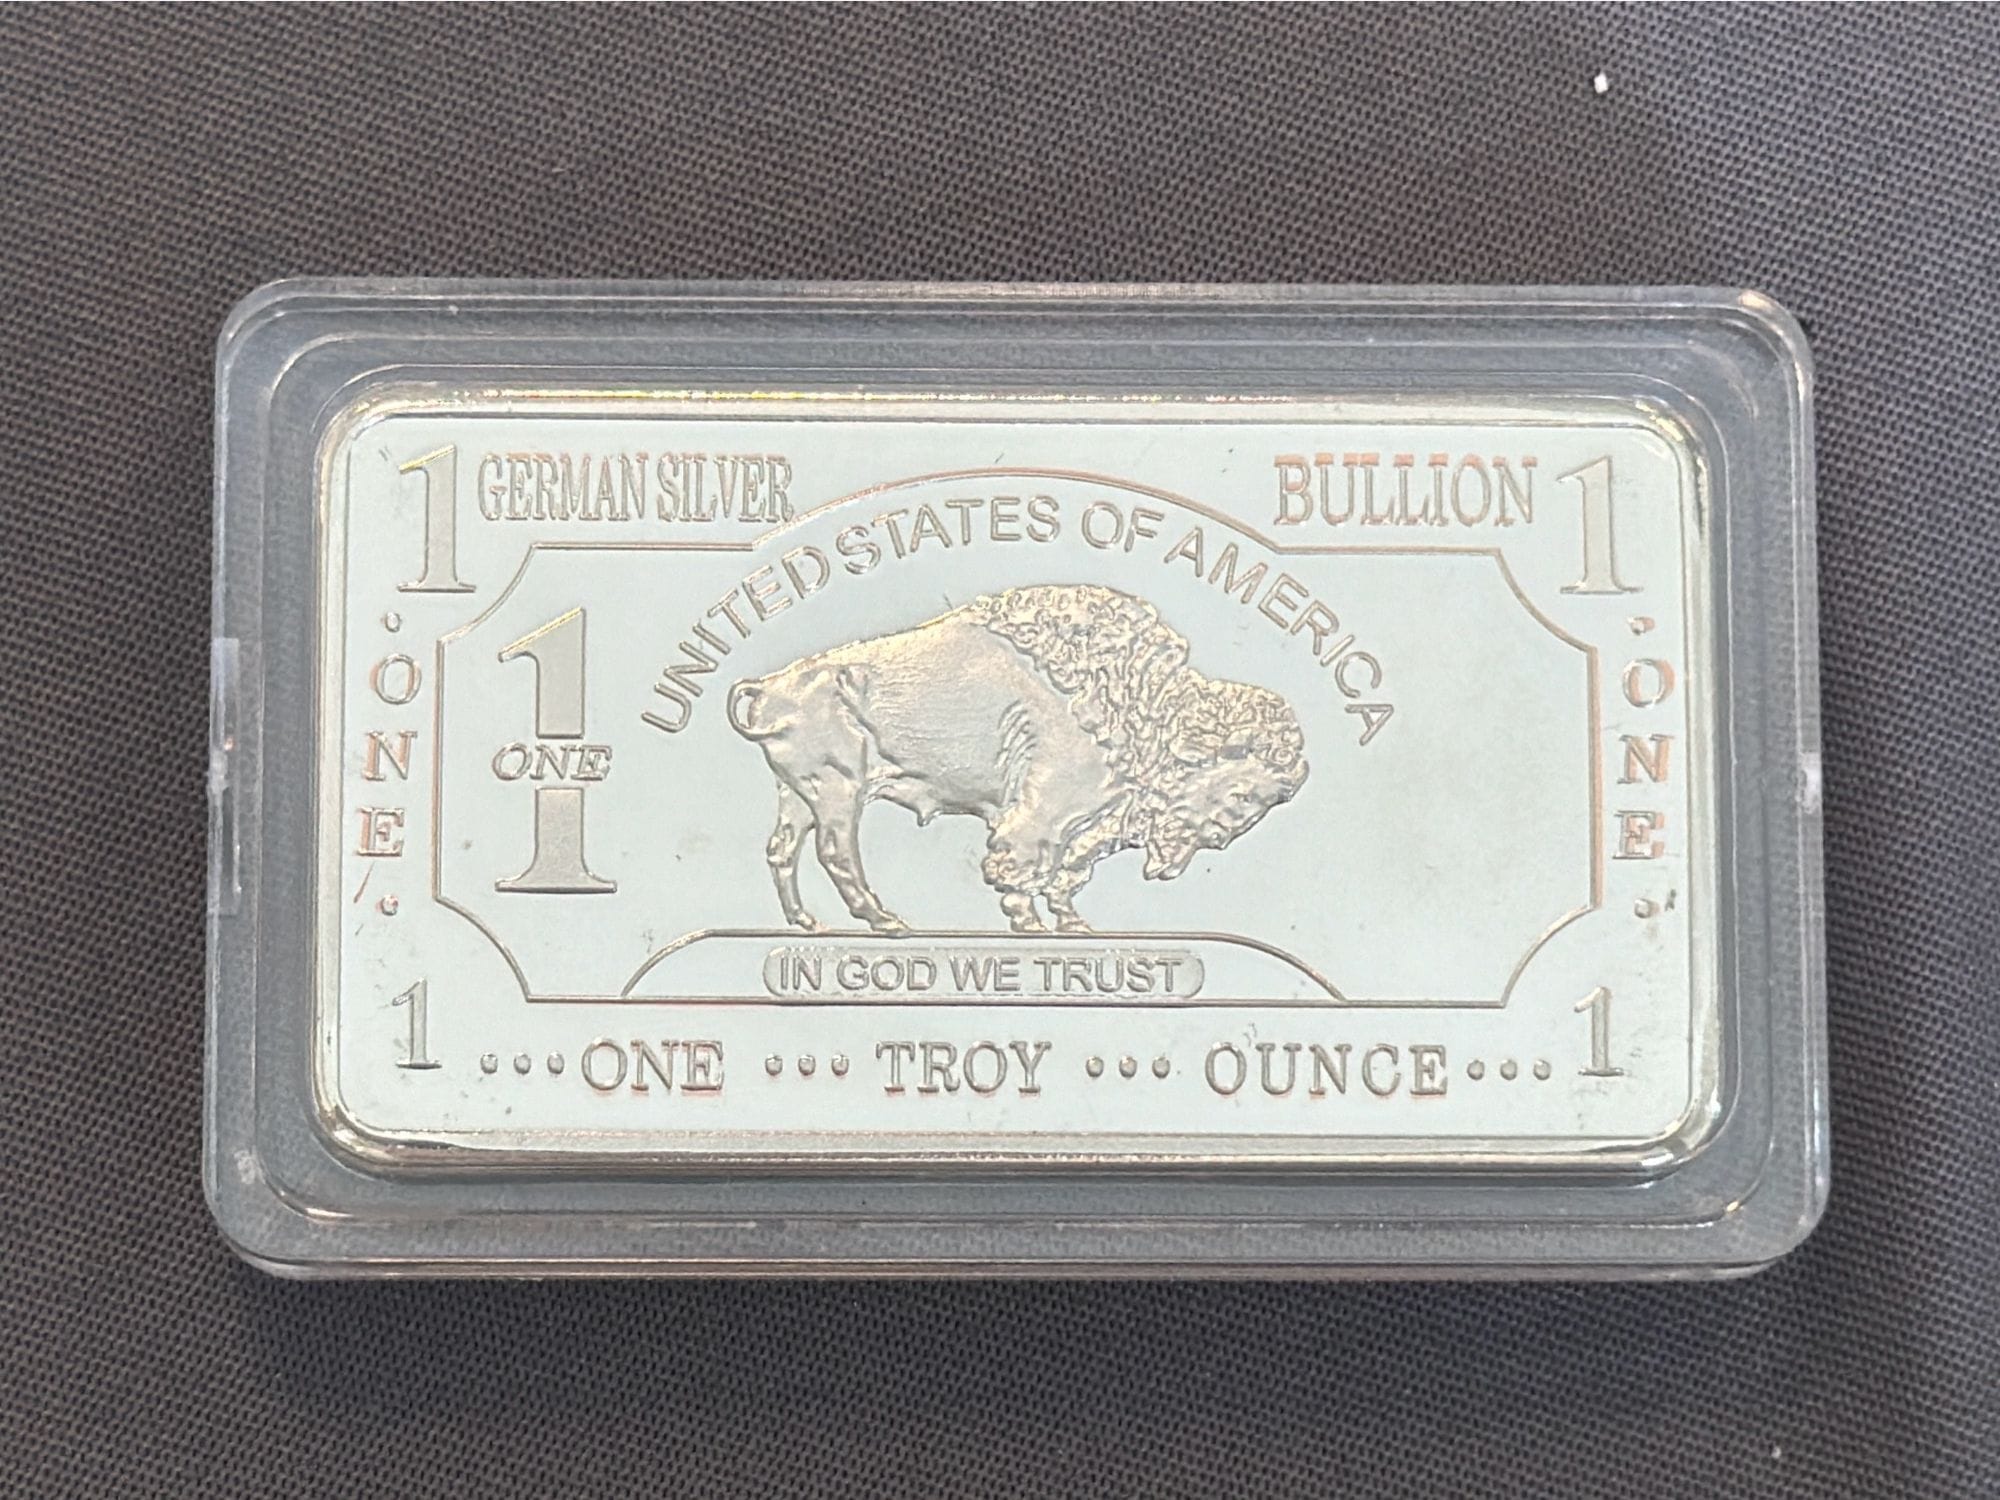 1 GERMAN SILVER BULLION 1
UNITED STATES OF AMERICA
1
ONE
· ONE ·
· ONE ·
IN GOD WE TRUST
1 ··· ONE ··· TROY ··· OUNCE ··· 1